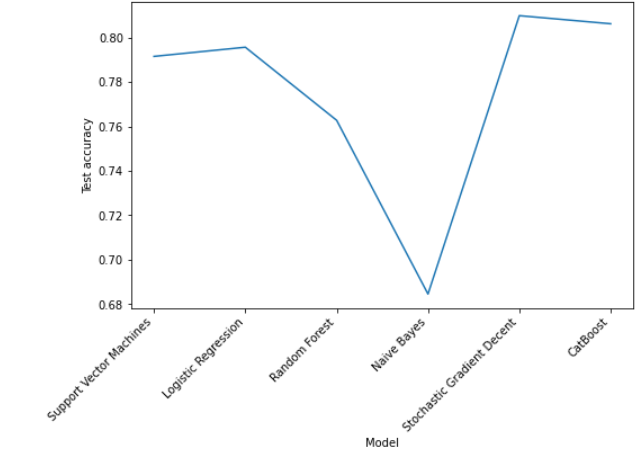 0.80
0.78
0.76
0.74
0.72
0.70
0.68
Test accuracy
Support Vector Machines
Logistic Regression
Random Forest
Naive Bayes
Stochastic Gradient Decent
CatBoost
Model